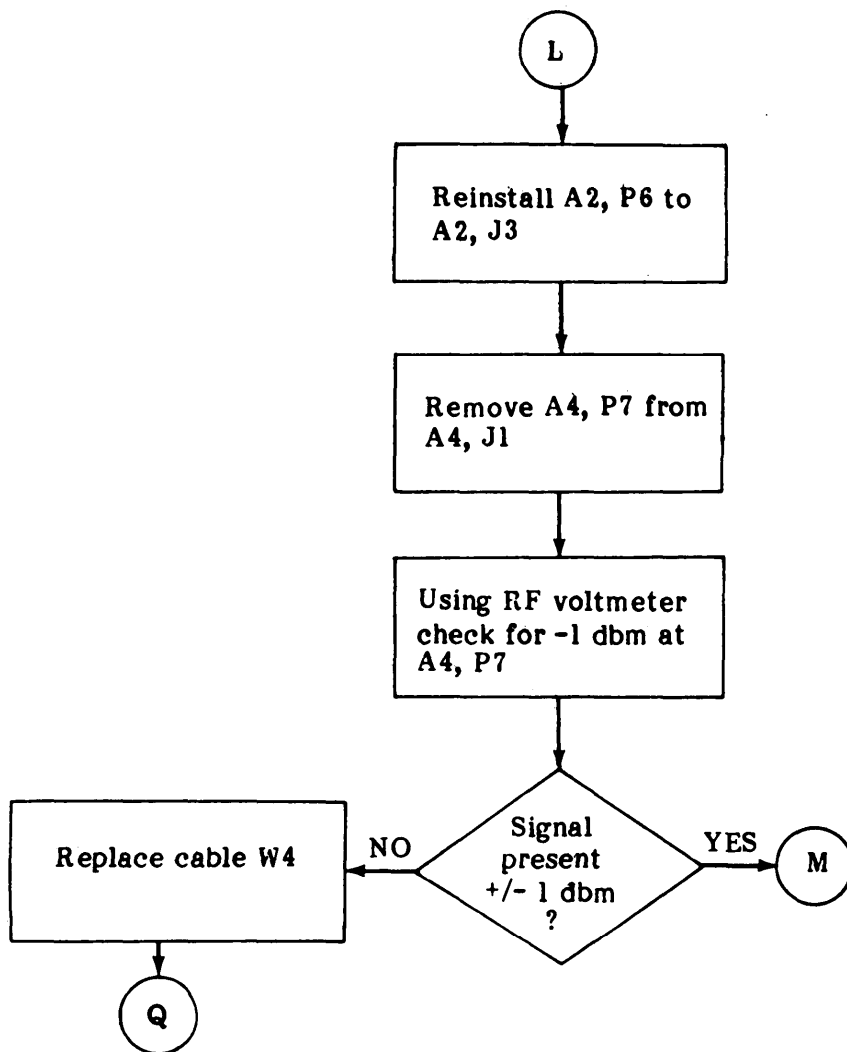 L
Reinstall A2, P6 to
A2, J3
Remove A4, P7 from
A4, J1
Using RF voltmeter
check for -1 dbm at
A4, P7
Signal
present
+/- 1 dbm
?
NO
YES
Replace cable W4
M
Q